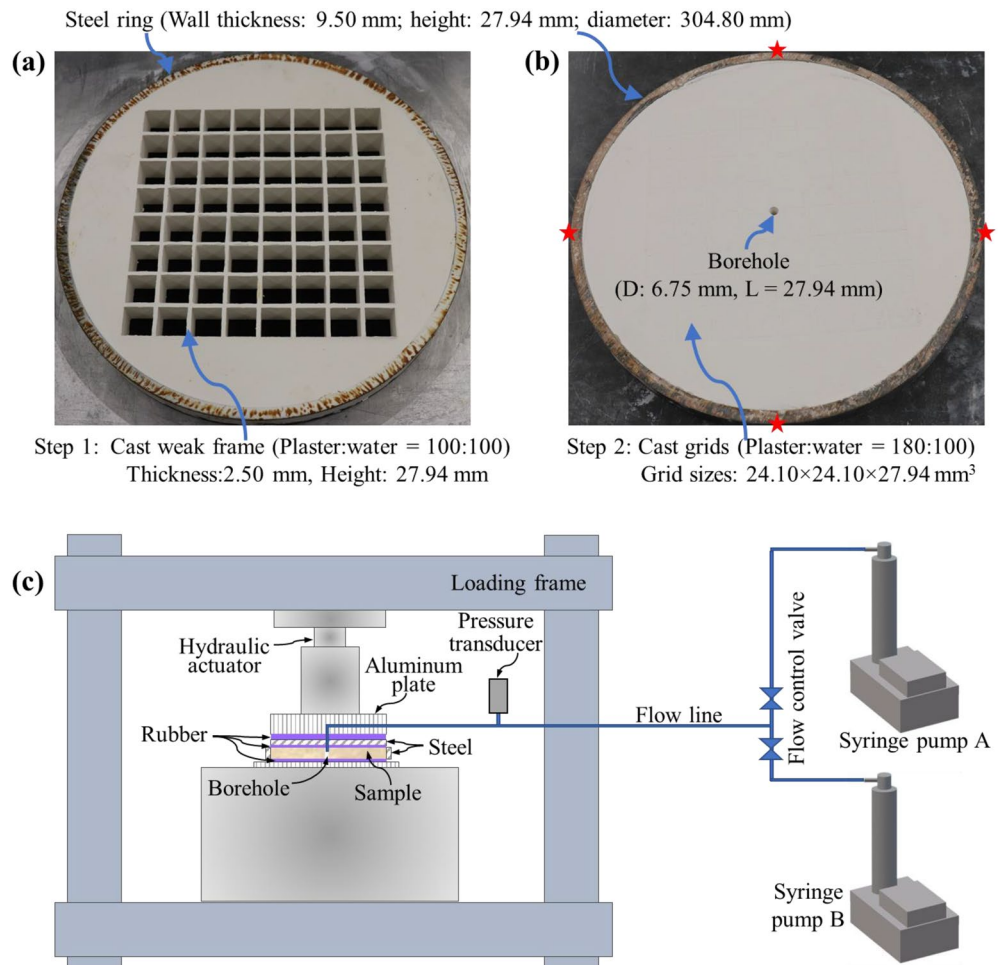 Steel ring (Wall thickness: 9.50 mm; height: 27.94 mm; diameter: 304.80 mm)
(a)
(b)
Borehole
(D: 6.75 mm, L = 27.94 mm)
Step 1: Cast weak frame (Plaster:water = 100:100)
Thickness:2.50 mm, Height: 27.94 mm
Step 2: Cast grids (Plaster:water = 180:100)
Grid sizes: 24.10×24.10×27.94 mm³
(c)
Loading frame
Hydraulic
actuator
Pressure
transducer
Aluminum
plate
Rubber
Steel
Borehole
Sample
Flow line
Flow control valve
Syringe pump A
Syringe
pump B